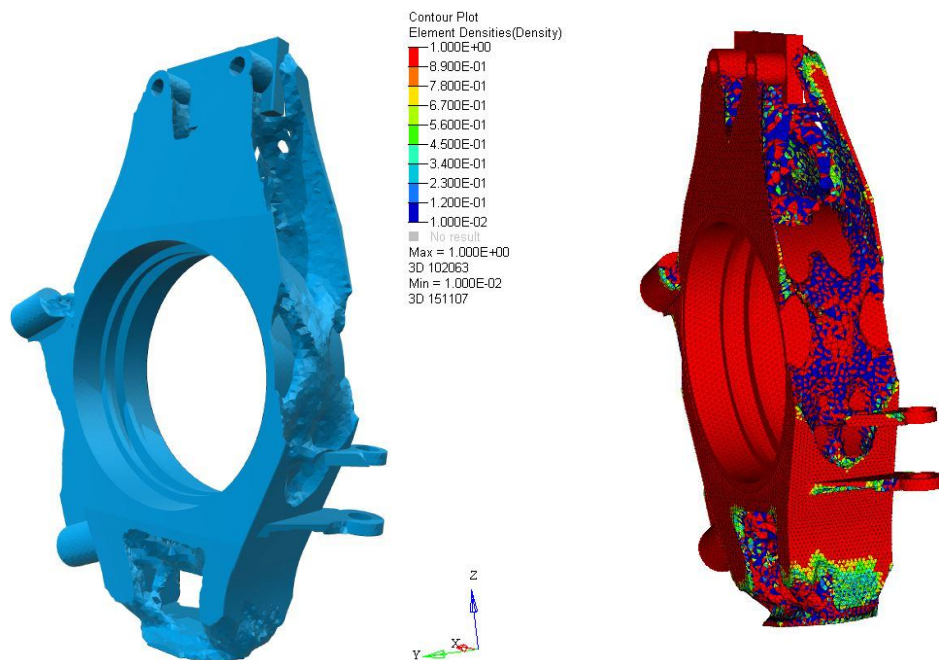 Contour Plot
Element Densities(Density)
1.000E+00
8.900E-01
7.800E-01
6.700E-01
5.600E-01
4.500E-01
3.400E-01
2.300E-01
1.200E-01
1.000E-02
No result
Max = 1.000E+00
3D 102063
Min = 1.000E-02
3D 151107
Z
X
Y